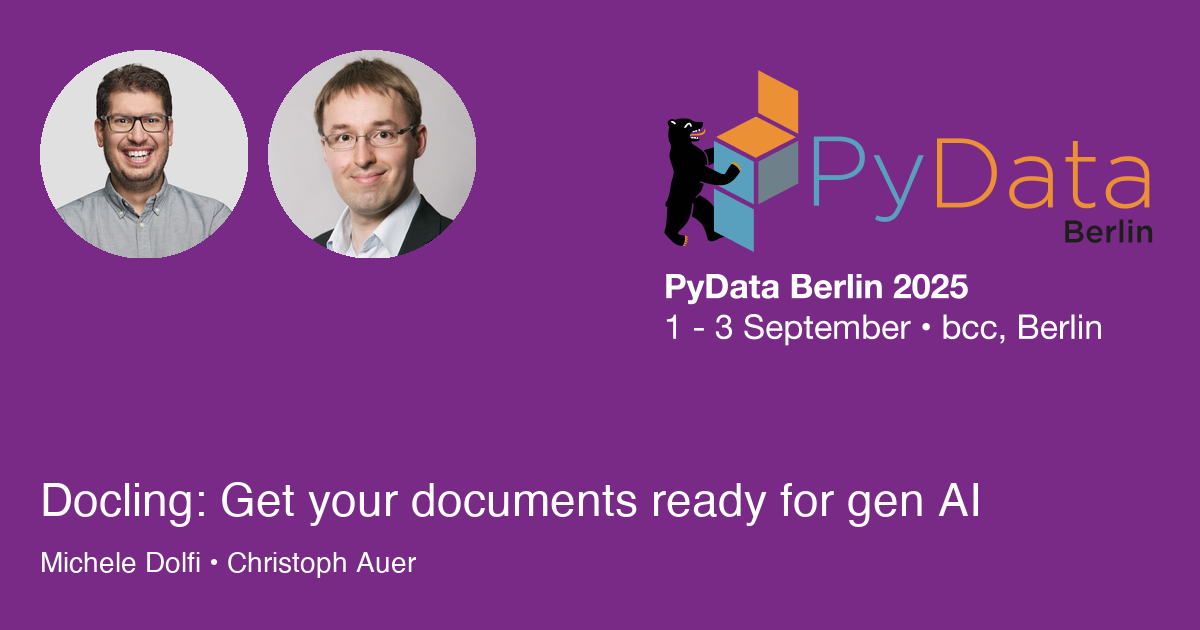 PyData
Berlin
PyData Berlin 2025
1 - 3 September • bcc, Berlin
Docling: Get your documents ready for gen AI
Michele Dolfi • Christoph Auer